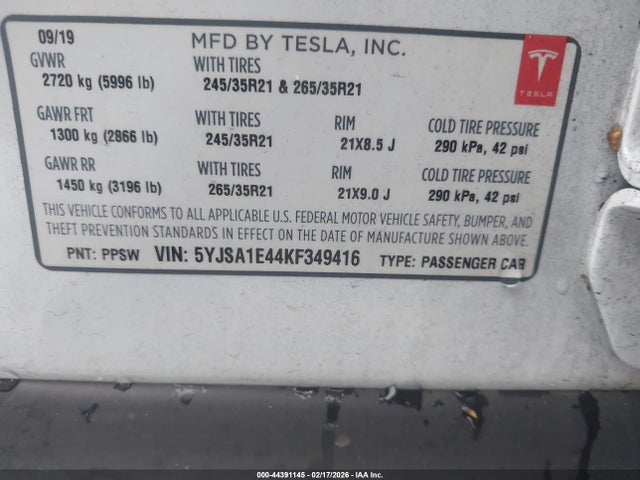 09/19 MFD BY TESLA, INC.
GVWR WITH TIRES
2720 kg (5996 lb) 245/35R21 & 265/35R21
TESLA
GAWR FRT WITH TIRES RIM COLD TIRE PRESSURE
1300 kg (2866 lb) 245/35R21 21X8.5 J 290 kPa, 42 psi
GAWR RR WITH TIRES RIM COLD TIRE PRESSURE
1450 kg (3196 lb) 265/35R21 21X9.0 J 290 kPa, 42 psi
THIS VEHICLE CONFORMS TO ALL APPLICABLE U.S. FEDERAL MOTOR VEHICLE SAFETY, BUMPER, AND
THEFT PREVENTION STANDARDS IN EFFECT ON THE DATE OF MANUFACTURE SHOWN ABOVE.
PNT: PPSW VIN: 5YJSA1E44KF349416 TYPE: PASSENGER CAR
000-44391145 - 02/17/2026 - IAA Inc.